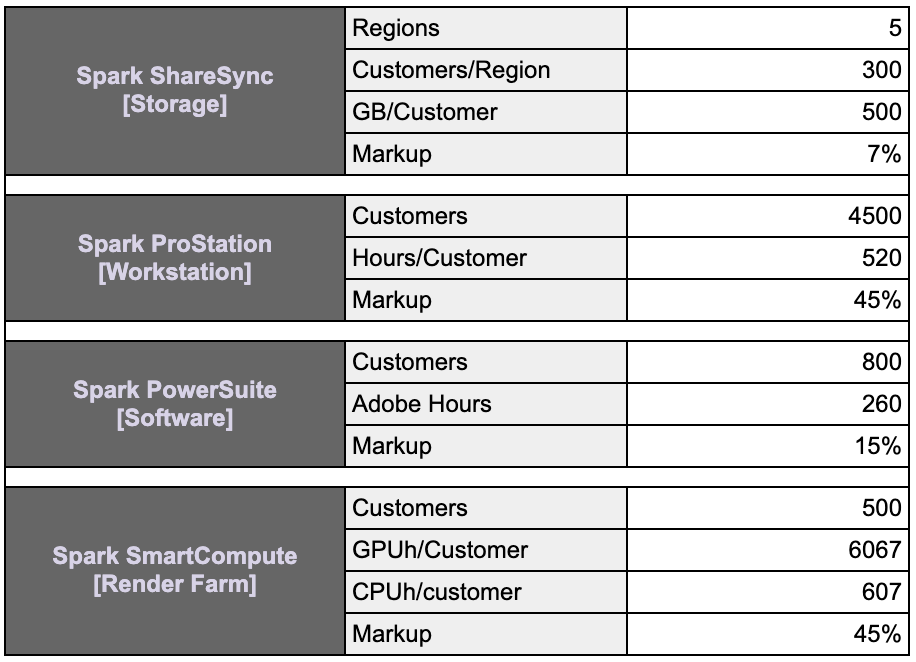 Spark ShareSync
[Storage]
Regions 5
Customers/Region 300
GB/Customer 500
Markup 7%
Spark ProStation
[Workstation]
Customers 4500
Hours/Customer 520
Markup 45%
Spark PowerSuite
[Software]
Customers 800
Adobe Hours 260
Markup 15%
Spark SmartCompute
[Render Farm]
Customers 500
GPUh/Customer 6067
CPUh/customer 607
Markup 45%